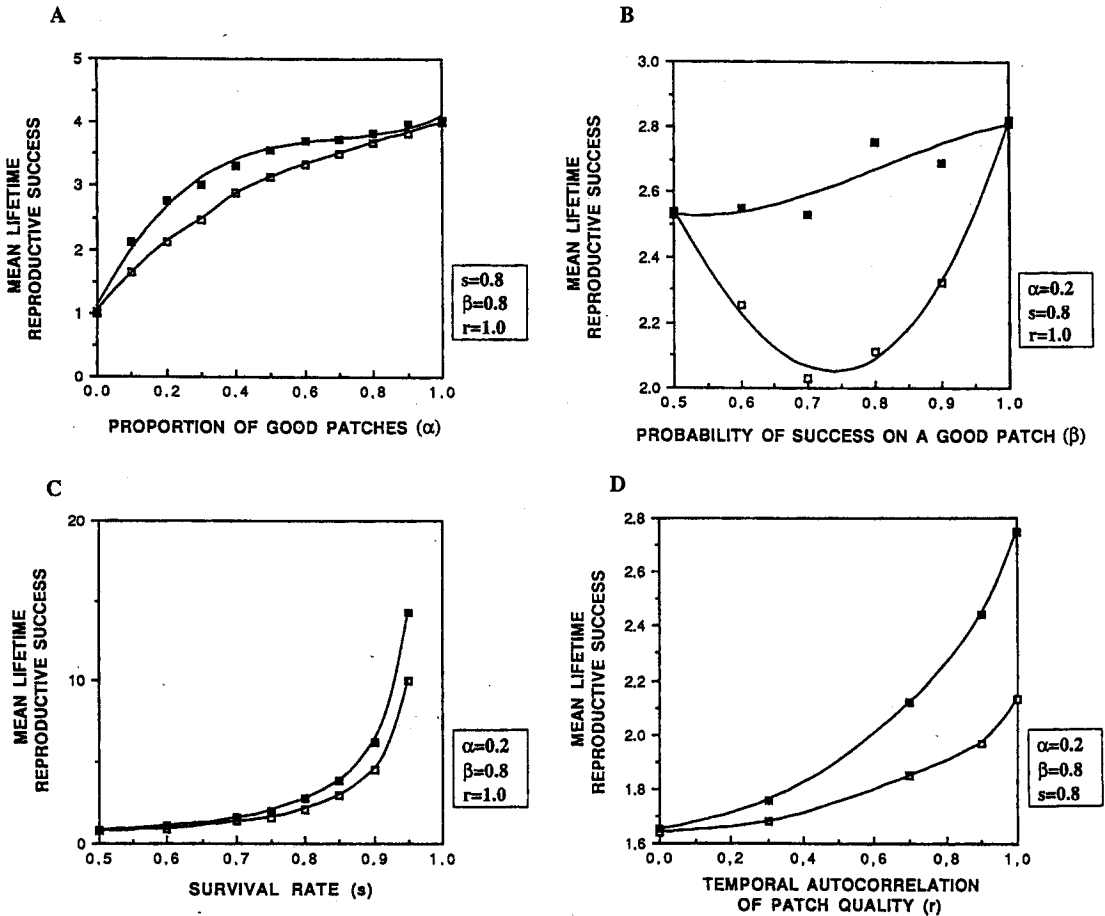 A
MEAN LIFETIME
REPRODUCTIVE SUCCESS
5
4
3
2
1
0
0.0 0.2 0.4 0.6 0.8 1.0
PROPORTION OF GOOD PATCHES (α)
s=0.8
β=0.8
r=1.0
B
MEAN LIFETIME
REPRODUCTIVE SUCCESS
3.0
2.8
2.6
2.4
2.2
2.0
0.5 0.6 0.7 0.8 0.9 1.0
PROBABILITY OF SUCCESS ON A GOOD PATCH (β)
α=0.2
s=0.8
r=1.0
C
MEAN LIFETIME
REPRODUCTIVE SUCCESS
20
10
0
0.5 0.6 0.7 0.8 0.9 1.0
SURVIVAL RATE (s)
α=0.2
β=0.8
r=1.0
D
MEAN LIFETIME
REPRODUCTIVE SUCCESS
2.8
2.6
2.4
2.2
2.0
1.8
1.6
0.0 0.2 0.4 0.6 0.8 1.0
TEMPORAL AUTOCORRELATION
OF PATCH QUALITY (r)
α=0.2
β=0.8
s=0.8